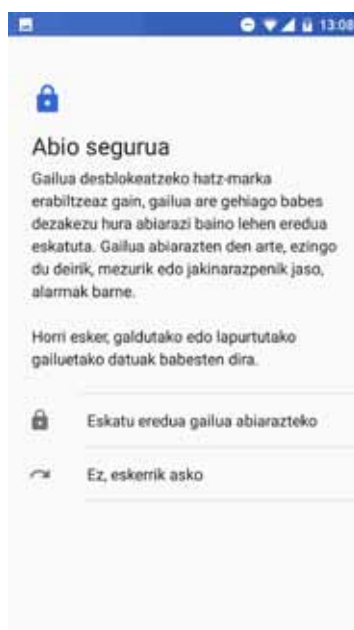 13:08
Abio segurua
Gailua desblokeatzeko hatz-marka
erabiltzeaz gain, gailua are gehiago babes
dezakezu hura abiarazi baino lehen eredua
eskatuta. Gailua abiarazten den arte, ezingo
du deirik, mezurik edo jakinarazpenik jaso,
alarmak barne.
Horri esker, galdutako edo lapurtutako
gailuetako datuak babesten dira.
Eskatu eredua gailua abiarazteko
Ez, eskerrik asko